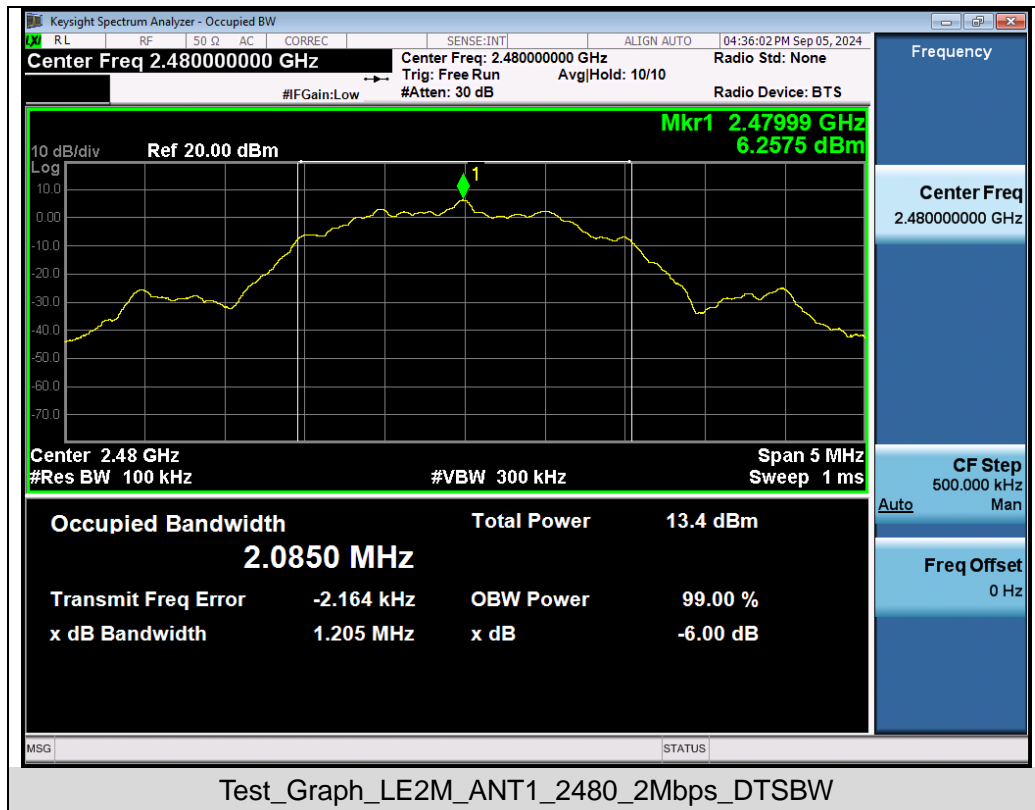 Keysight Spectrum Analyzer - Occupied BW
LXI RL RF 50 Ω AC CORREC SENSE:INT ALIGN AUTO 04:36:02 PM Sep 05, 2024
Center Freq 2.480000000 GHz
Center Freq: 2.480000000 GHz Radio Std: None
Trig: Free Run Avg|Hold: 10/10
#IFGain:Low #Atten: 30 dB Radio Device: BTS
Frequency
Mkr1 2.47999 GHz
6.2575 dBm
10 dB/div Ref 20.00 dBm
Log
1
10.0
0.00
-10.0
-20.0
-30.0
-40.0
-50.0
-60.0
-70.0
Center 2.48 GHz Span 5 MHz
#Res BW 100 kHz #VBW 300 kHz Sweep 1 ms
Center Freq
2.480000000 GHz
CF Step
500.000 kHz
Auto Man
Freq Offset
0 Hz
Occupied Bandwidth Total Power 13.4 dBm
2.0850 MHz
Transmit Freq Error -2.164 kHz OBW Power 99.00 %
x dB Bandwidth 1.205 MHz x dB -6.00 dB
MSG STATUS
Test_Graph_LE2M_ANT1_2480_2Mbps_DTSBW